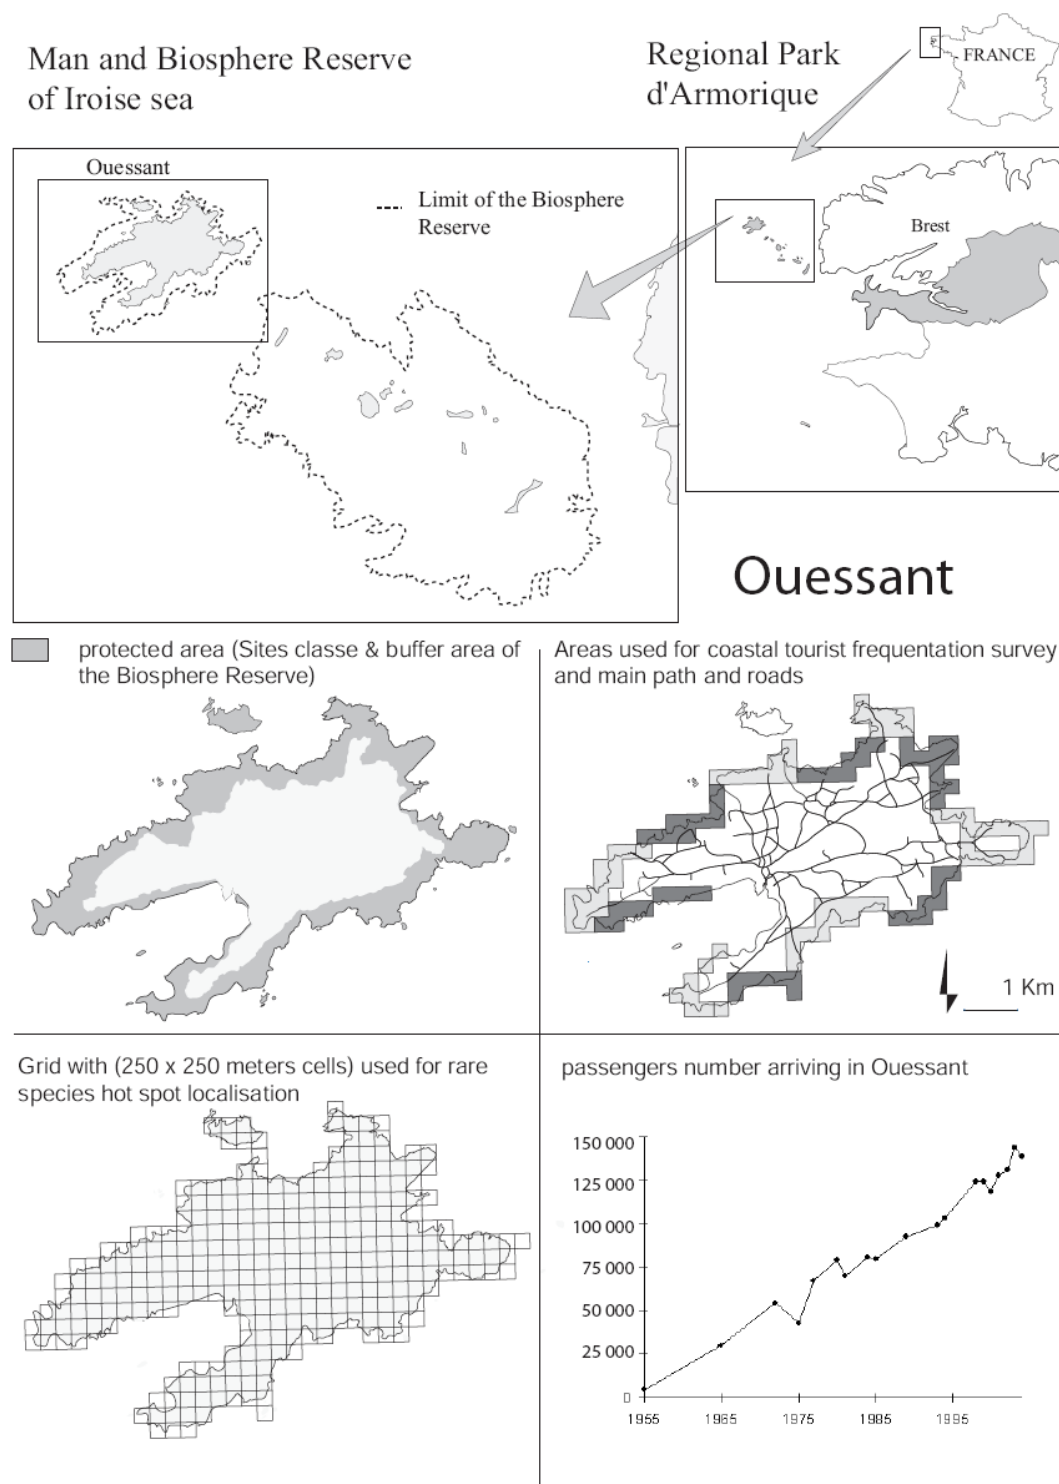 Man and Biosphere Reserve
of Iroise sea
Regional Park
d'Armorique
FRANCE
Ouessant
Limit of the Biosphere
Reserve
Brest
Ouessant
protected area (Sites classe & buffer area of
the Biosphere Reserve)
Areas used for coastal tourist frequentation survey
and main path and roads
1 Km
Grid with (250 x 250 meters cells) used for rare
species hot spot localisation
passengers number arriving in Ouessant
150 000
125 000
100 000
75 000
50 000
25 000
0
1955
1965
1975
1985
1995